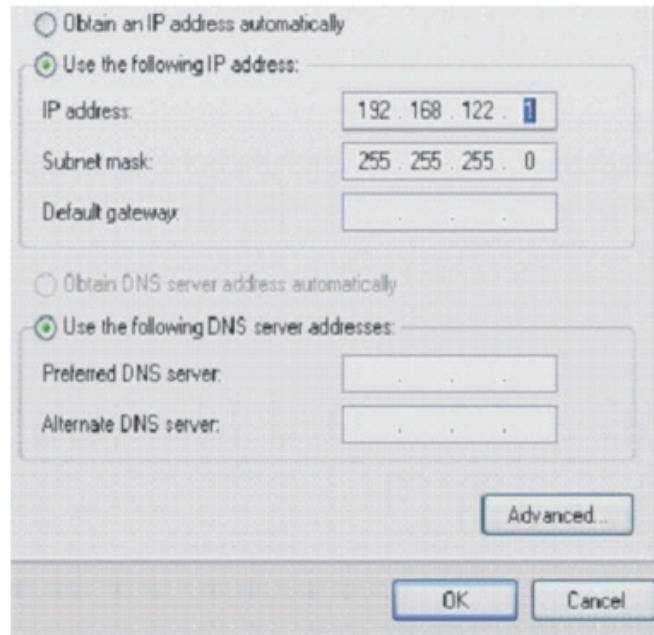 Obtain an IP address automatically
Use the following IP address:
IP address: 192 . 168 . 122 . 1
Subnet mask: 255 . 255 . 255 . 0
Default gateway: . . .
Obtain DNS server address automatically
Use the following DNS server addresses:
Preferred DNS server: . . .
Alternate DNS server: . . .
Advanced...
OK Cancel